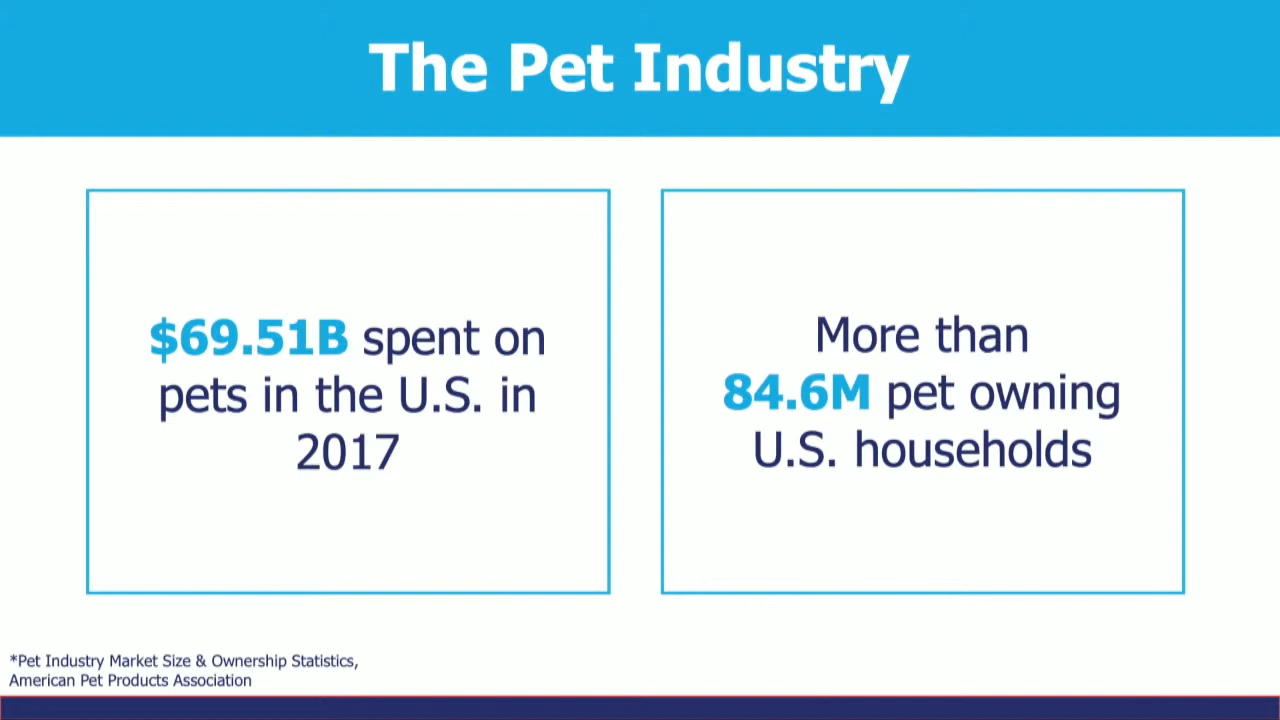 The Pet Industry
$69.51B spent on
pets in the U.S. in
2017
More than
84.6M pet owning
U.S. households
*Pet Industry Market Size & Ownership Statistics,
American Pet Products Association